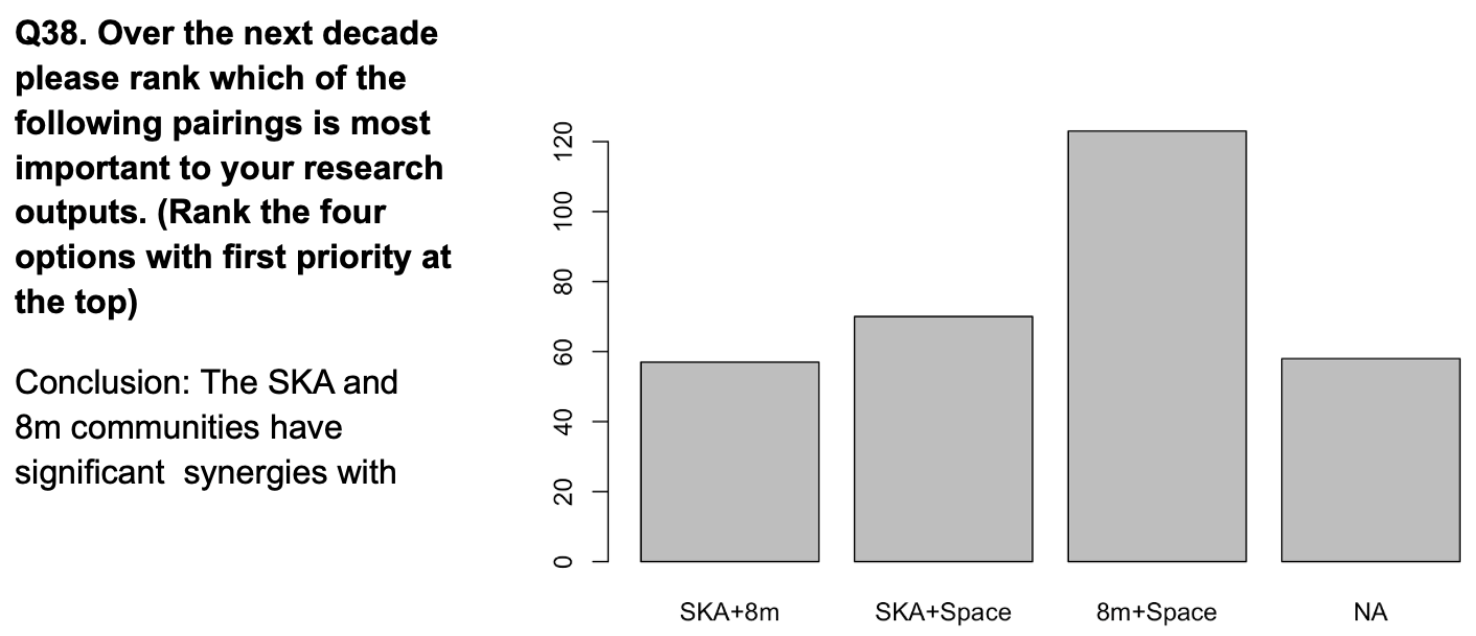 Q38. Over the next decade
please rank which of the
following pairings is most
important to your research
outputs. (Rank the four
options with first priority at
the top)
Conclusion: The SKA and
8m communities have
significant  synergies with
120
100
80
60
40
20
0
SKA+8m
SKA+Space
8m+Space
NA